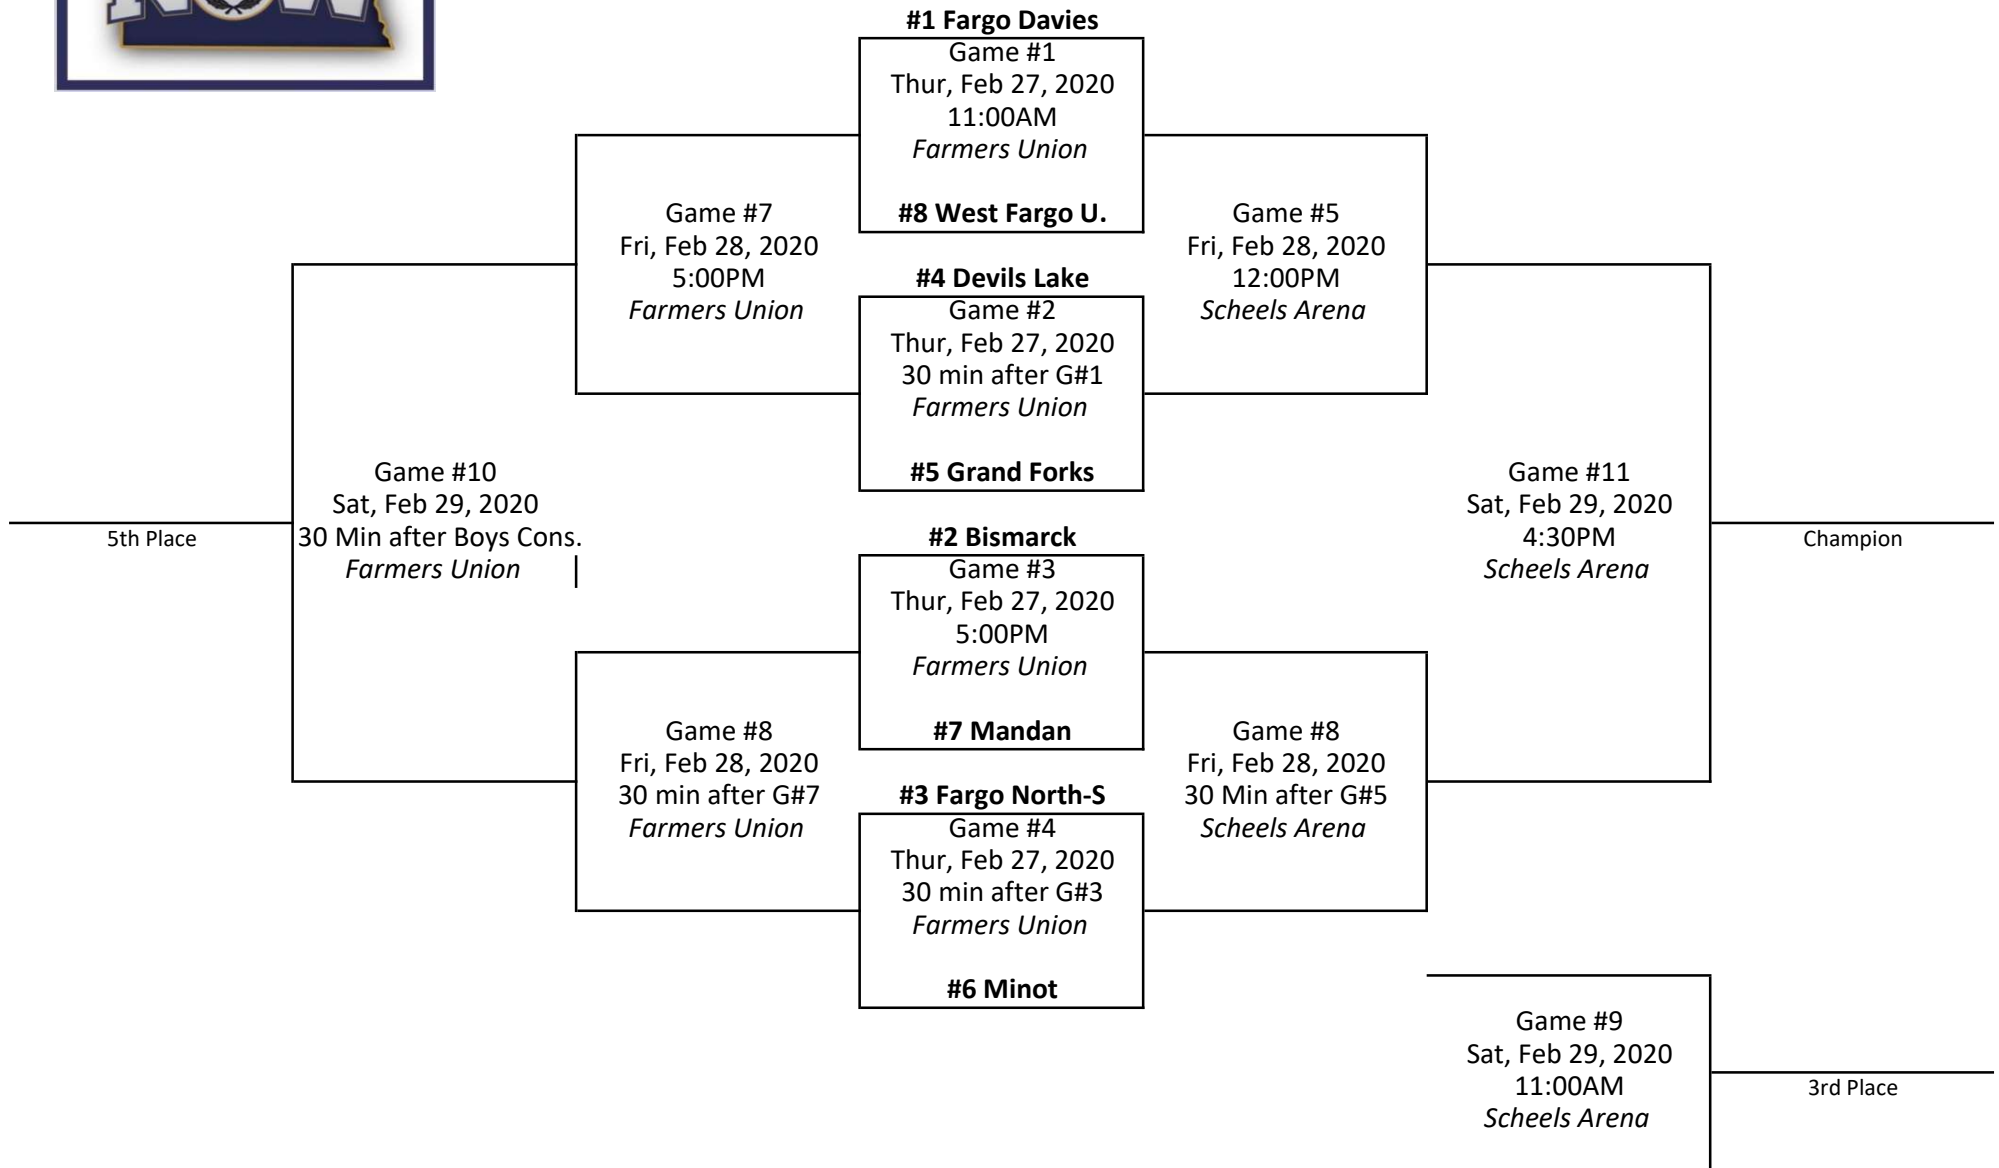 NOW
#1 Fargo Davies
Game #1
Thur, Feb 27, 2020
11:00AM
Farmers Union
#8 West Fargo U.
Game #7
Fri, Feb 28, 2020
5:00PM
Farmers Union
Game #5
Fri, Feb 28, 2020
12:00PM
Scheels Arena
#4 Devils Lake
Game #2
Thur, Feb 27, 2020
30 min after G#1
Farmers Union
#5 Grand Forks
Game #10
Sat, Feb 29, 2020
30 Min after Boys Cons.
Farmers Union
5th Place
Game #11
Sat, Feb 29, 2020
4:30PM
Scheels Arena
Champion
#2 Bismarck
Game #3
Thur, Feb 27, 2020
5:00PM
Farmers Union
#7 Mandan
Game #8
Fri, Feb 28, 2020
30 min after G#7
Farmers Union
Game #8
Fri, Feb 28, 2020
30 Min after G#5
Scheels Arena
#3 Fargo North-S
Game #4
Thur, Feb 27, 2020
30 min after G#3
Farmers Union
#6 Minot
Game #9
Sat, Feb 29, 2020
11:00AM
Scheels Arena
3rd Place